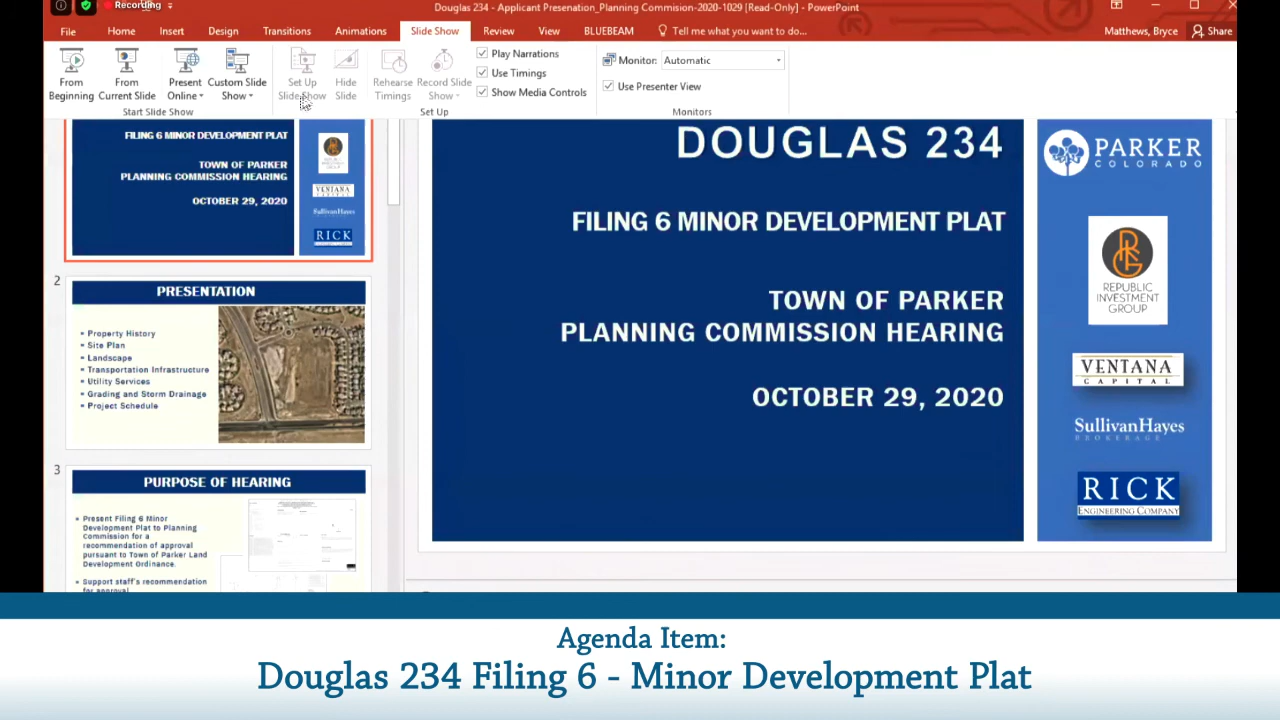 Recording
Douglas 234 - Applicant Presenation_Planning Commision-2020-1029 [Read-Only] - PowerPoint
File Home Insert Design Transitions Animations Slide Show Review View BLUEBEAM Tell me what you want to do... Matthews, Bryce Share
From Beginning
From Current Slide
Present Online
Custom Slide Show
Start Slide Show
Set Up Slide Show
Hide Slide
Rehearse Timings
Record Slide Show
Play Narrations
Use Timings
Show Media Controls
Set Up
Monitor: Automatic
Use Presenter View
Monitors
FILING 6 MINOR DEVELOPMENT PLAT
TOWN OF PARKER
PLANNING COMMISSION HEARING
OCTOBER 29, 2020
VENTANA
SullivanHayes
RICK
2
PRESENTATION
Property History
Site Plan
Landscape
Transportation Infrastructure
Utility Services
Grading and Storm Drainage
Project Schedule
3
PURPOSE OF HEARING
Present Filing 6 Minor
Development Plat to Planning
Commission for a
recommendation of approval
pursuant to Town of Parker Land
Development Ordinance.
Support staff's recommendation
for approval
DOUGLAS 234
FILING 6 MINOR DEVELOPMENT PLAT
TOWN OF PARKER
PLANNING COMMISSION HEARING
OCTOBER 29, 2020
PARKER
COLORADO
REPUBLIC
INVESTMENT
GROUP
VENTANA
CAPITAL
SullivanHayes
BROKERAGE
RICK
ENGINEERING COMPANY
Agenda Item:
Douglas 234 Filing 6 - Minor Development Plat